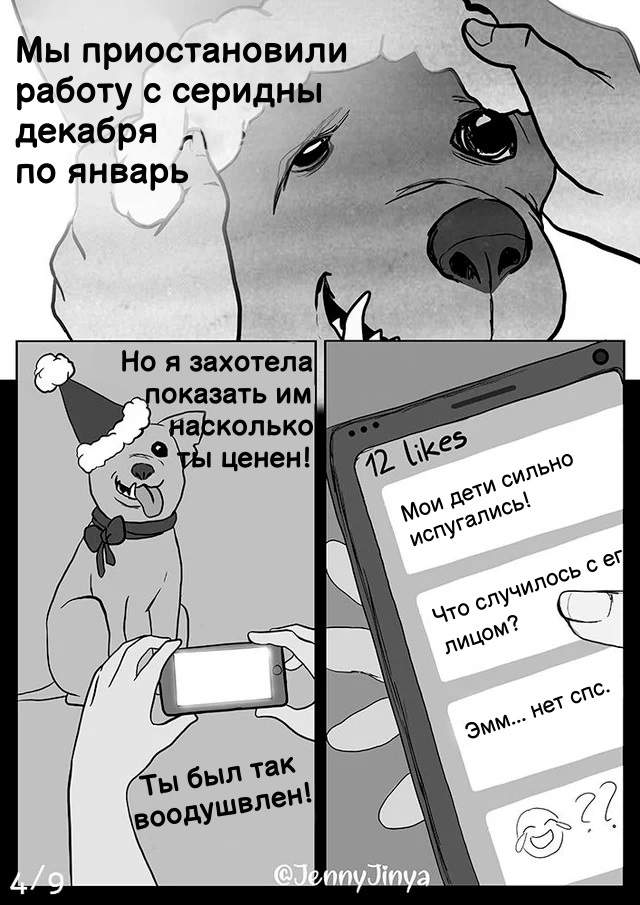 Мы приостановили
работу с серидны
декабря
по январь
Но я захотела
показать им
насколько
ты ценен!
Ты был так
воодушвлен!
12 likes
Мои дети сильно
испугались!
Что случилось с ег
лицом?
Эмм... нет спс.
😂??
4/9
@JennyJinya